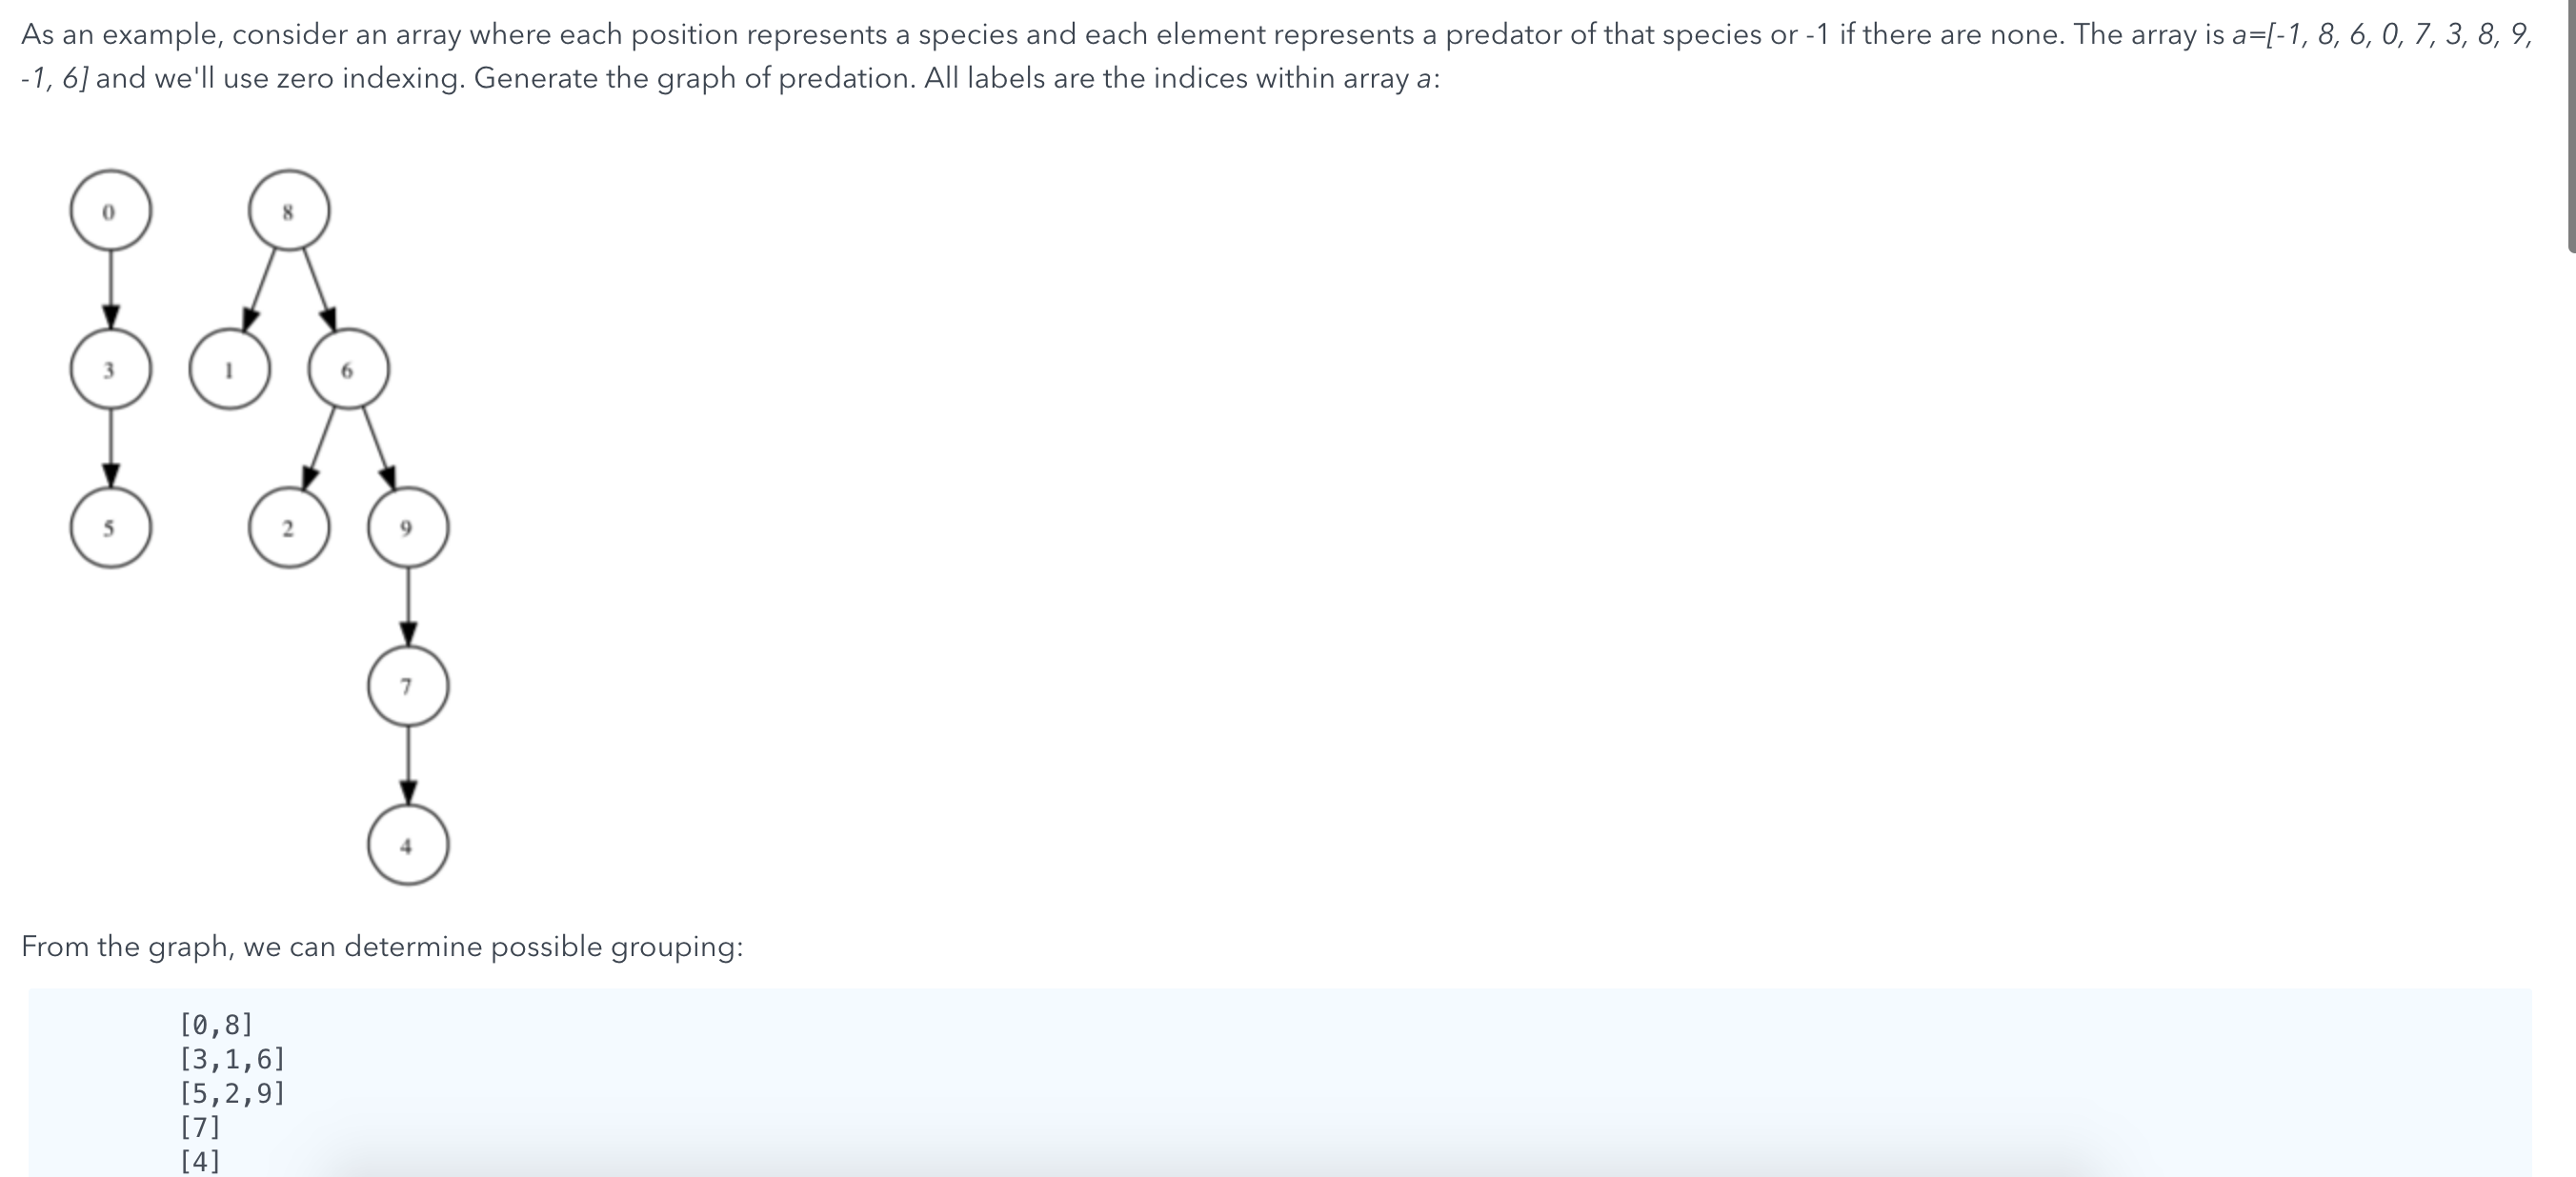 As an example, consider an array where each position represents a species and each element represents a predator of that species or -1 if there are none. The array is a=[-1, 8, 6, 0, 7, 3, 8, 9,
-1, 6] and we'll use zero indexing. Generate the graph of predation. All labels are the indices within array a:
0 8
3 1 6
5 2 9
7
4
From the graph, we can determine possible grouping:
[0,8]
[3,1,6]
[5,2,9]
[7]
[4]